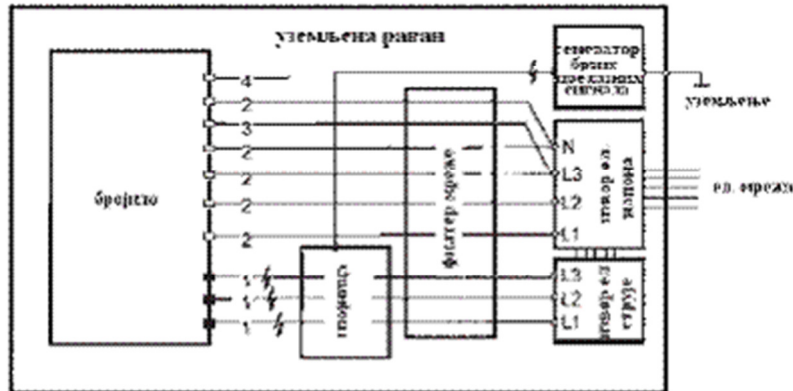 уземљена раван
генератор
брзих
прелазних
сигнала
уземљење
4
2
3
2
2
2
2
1
1
1
бројило
филтер мреже
N
L3
L2
L1
извор ел.
напона
ел. мрежа
L3
L2
L1
извор ел.
струје